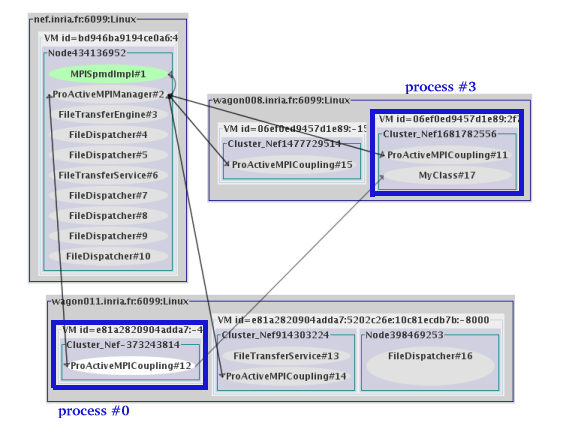 nef.inria.fr:6099:Linux
VM id=bd946ba9194ce0a6:4
Node434136952
MPISpmdImpl#1
ProActiveMPIManager#2
FileTransferEngine#3
FileDispatcher#4
FileDispatcher#5
FileTransferService#6
FileDispatcher#7
FileDispatcher#8
FileDispatcher#9
FileDispatcher#10
process #3
wagon008.inria.fr:6099:Linux
VM id=06ef0ed9457d1e89:-15
Cluster_Nef1477729514
ProActiveMPICoupling#15
VM id=06ef0ed9457d1e89:2f7
Cluster_Nef1681782556
ProActiveMPICoupling#11
MyClass#17
wagon011.inria.fr:6099:Linux
VM id=e81a2820904adda7:-4
Cluster_Nef-373243814
ProActiveMPICoupling#12
VM id=e81a2820904adda7:5202c26e:10c81ecdb7b:-8000
Cluster_Nef914303224
FileTransferService#13
ProActiveMPICoupling#14
Node398469253
FileDispatcher#16
process #0